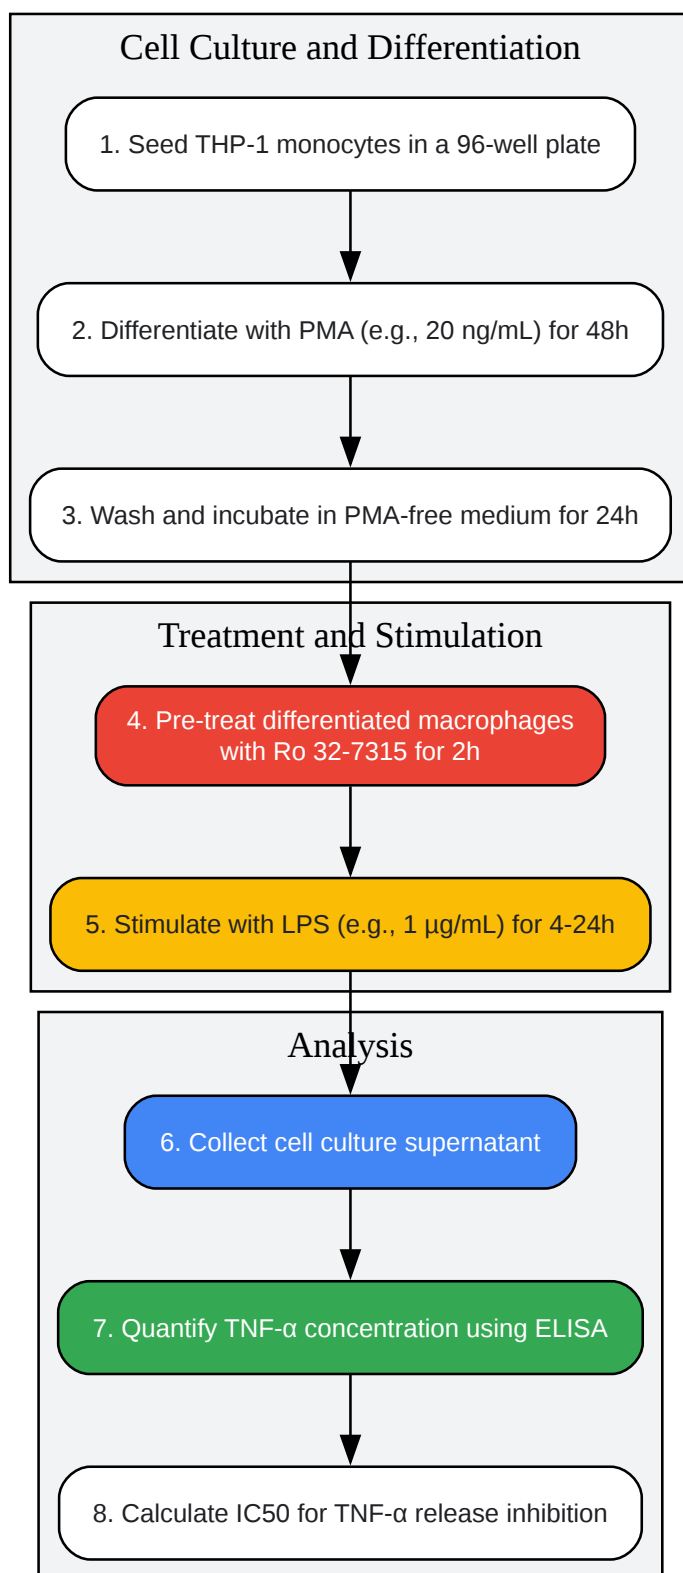 Cell Culture and Differentiation
1. Seed THP-1 monocytes in a 96-well plate
2. Differentiate with PMA (e.g., 20 ng/mL) for 48h
3. Wash and incubate in PMA-free medium for 24h
Treatment and Stimulation
4. Pre-treat differentiated macrophages
with Ro 32-7315 for 2h
5. Stimulate with LPS (e.g., 1 µg/mL) for 4-24h
Analysis
6. Collect cell culture supernatant
7. Quantify TNF-α concentration using ELISA
8. Calculate IC50 for TNF-α release inhibition